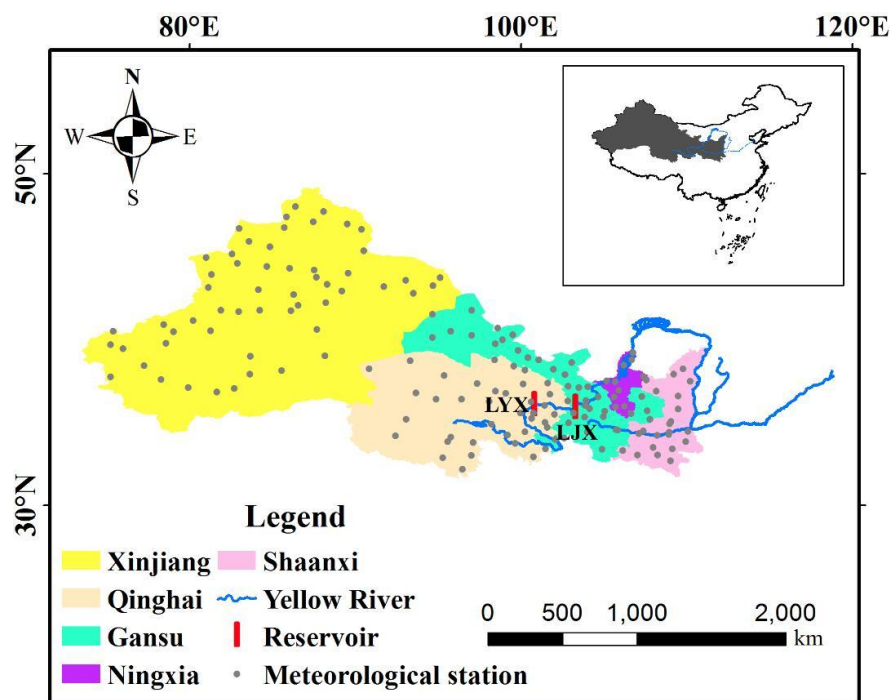 80°E 100°E 120°E
N
W E
S
50°N
30°N
LYX
LJX
Legend
Xinjiang Shaanxi
Qinghai Yellow River
Gansu Reservoir
Ningxia Meteorological station
0 500 1,000 2,000
km